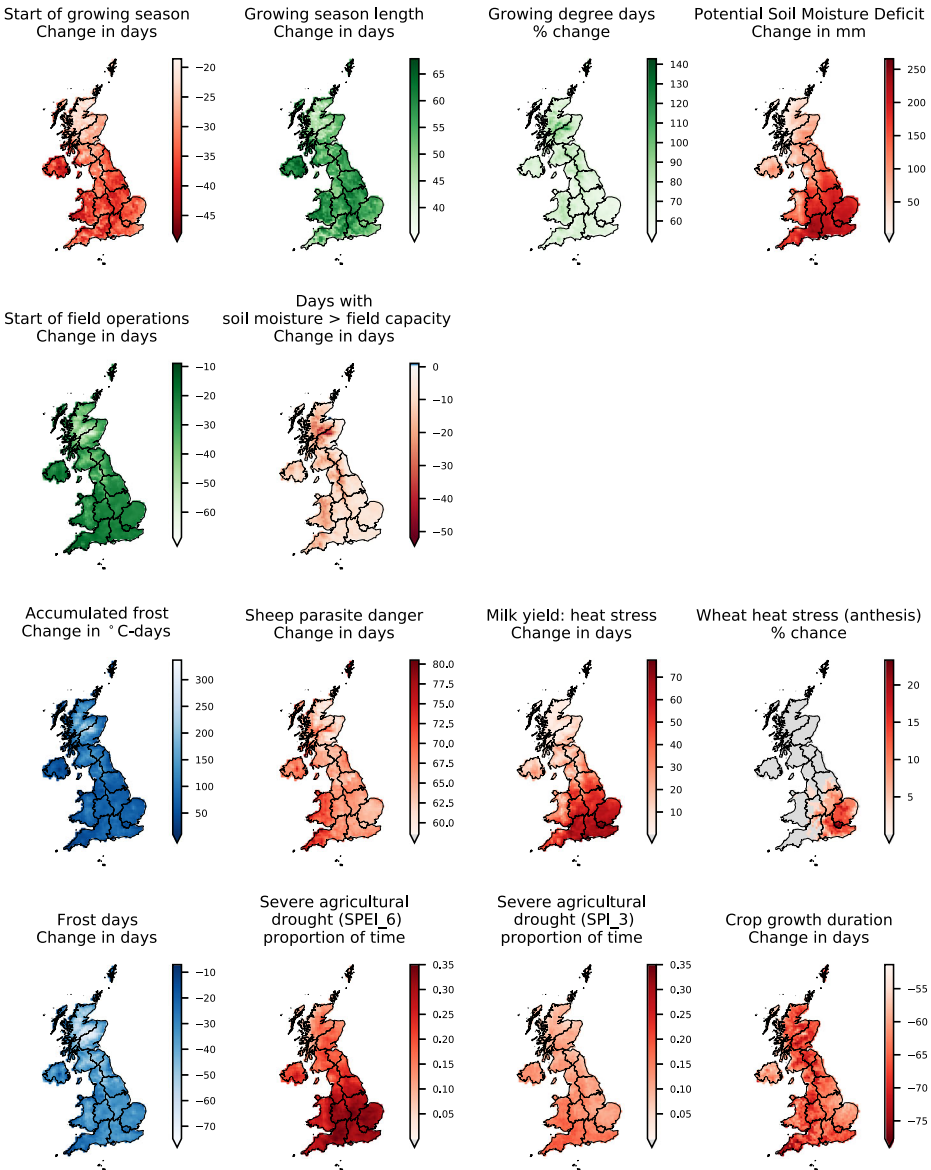 Start of growing season
Change in days
−20
−25
−30
−35
−40
−45
Growing season length
Change in days
65
60
55
50
45
40
Growing degree days
% change
140
130
120
110
100
90
80
70
60
Potential Soil Moisture Deficit
Change in mm
250
200
150
100
50
Start of field operations
Change in days
−10
−20
−30
−40
−50
−60
Days with
soil moisture > field capacity
Change in days
0
−10
−20
−30
−40
−50
Accumulated frost
Change in °C-days
300
250
200
150
100
50
Sheep parasite danger
Change in days
80.0
77.5
75.0
72.5
70.0
67.5
65.0
62.5
60.0
Milk yield: heat stress
Change in days
70
60
50
40
30
20
10
Wheat heat stress (anthesis)
% chance
20
15
10
5
Frost days
Change in days
−10
−20
−30
−40
−50
−60
−70
Severe agricultural
drought (SPEI_6)
proportion of time
0.35
0.30
0.25
0.20
0.15
0.10
0.05
Severe agricultural
drought (SPI_3)
proportion of time
0.35
0.30
0.25
0.20
0.15
0.10
0.05
Crop growth duration
Change in days
−55
−60
−65
−70
−75